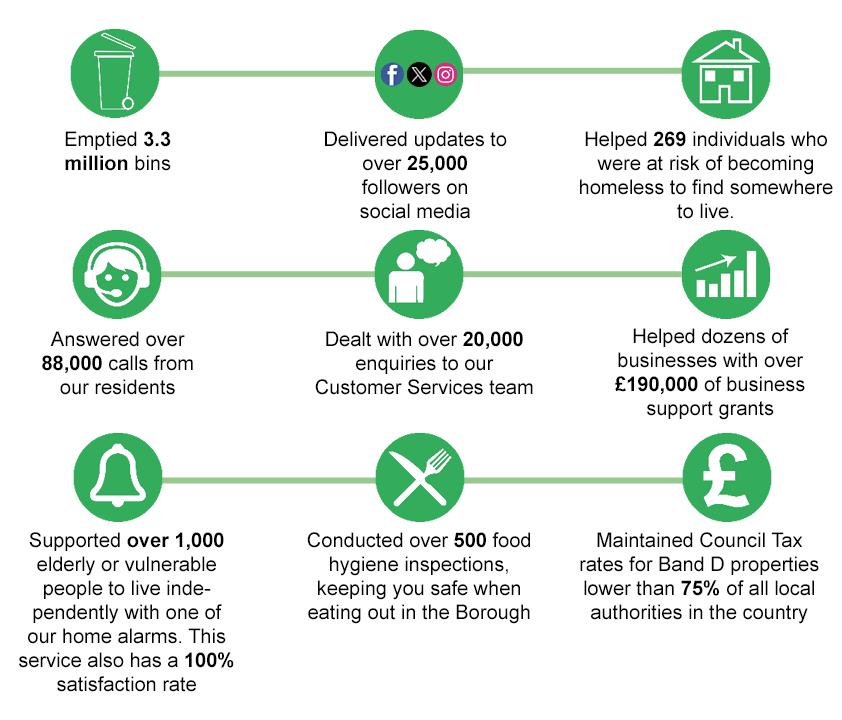 Emptied 3.3
million bins
Delivered updates to
over 25,000
followers on
social media
Helped 269 individuals who
were at risk of becoming
homeless to find somewhere
to live.
Answered over
88,000 calls from
our residents
Dealt with over 20,000
enquiries to our
Customer Services team
Helped dozens of
businesses with over
£190,000 of business
support grants
Supported over 1,000
elderly or vulnerable
people to live inde-
pendently with one of
our home alarms. This
service also has a 100%
satisfaction rate
Conducted over 500 food
hygiene inspections,
keeping you safe when
eating out in the Borough
£
Maintained Council Tax
rates for Band D properties
lower than 75% of all local
authorities in the country